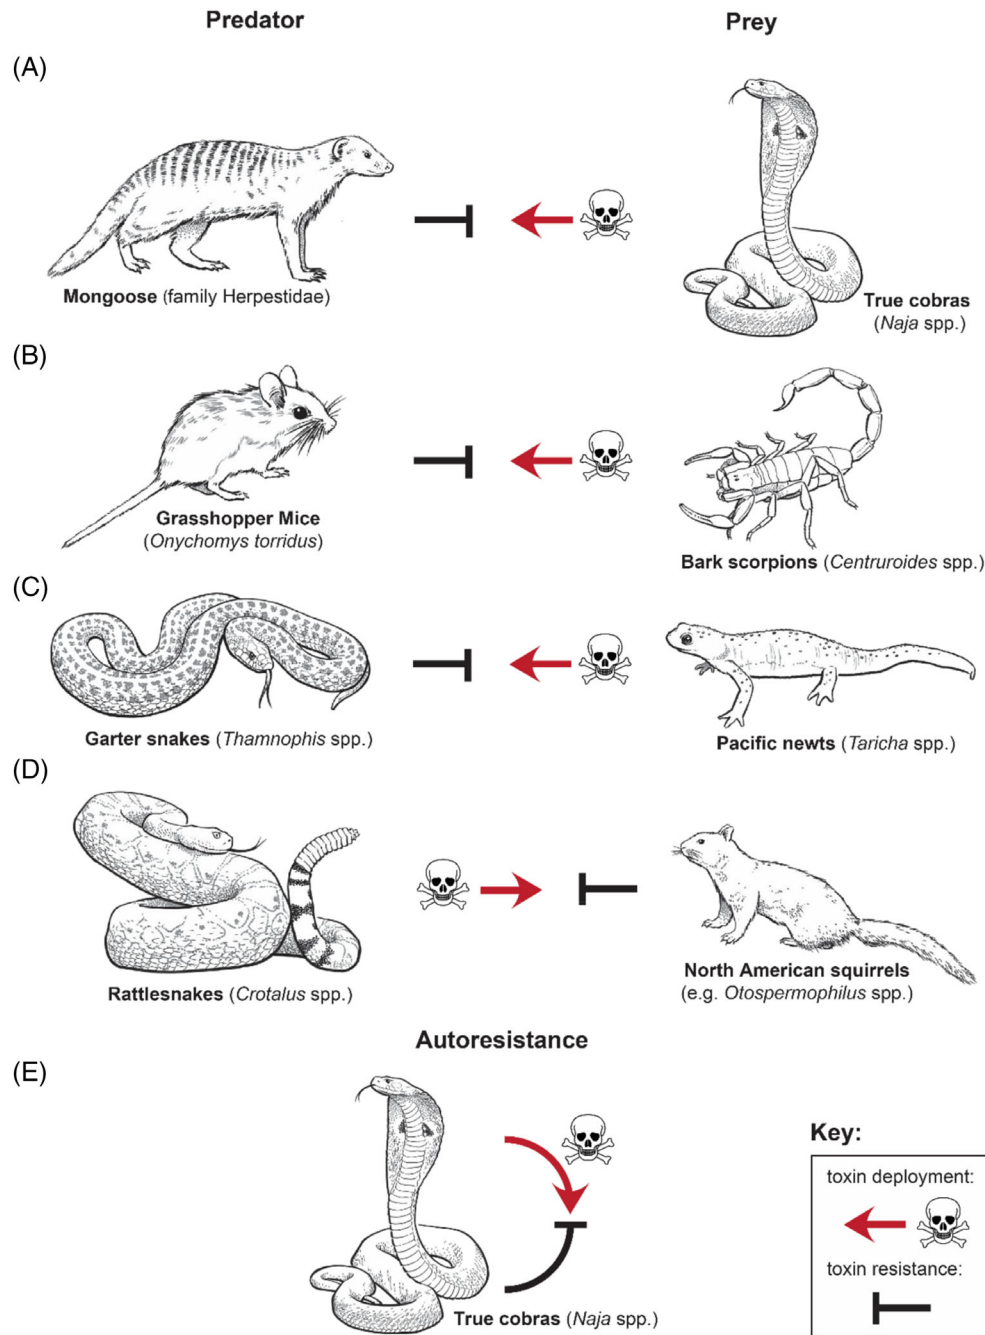 Predator
Prey
(A)
Mongoose (family Herpestidae)
True cobras
(Naja spp.)
(B)
Grasshopper Mice
(Onychomys torridus)
Bark scorpions (Centruroides spp.)
(C)
Garter snakes (Thamnophis spp.)
Pacific newts (Taricha spp.)
(D)
Rattlesnakes (Crotalus spp.)
North American squirrels
(e.g. Otospermophilus spp.)
Autoresistance
(E)
True cobras (Naja spp.)
Key:
toxin deployment:
toxin resistance: